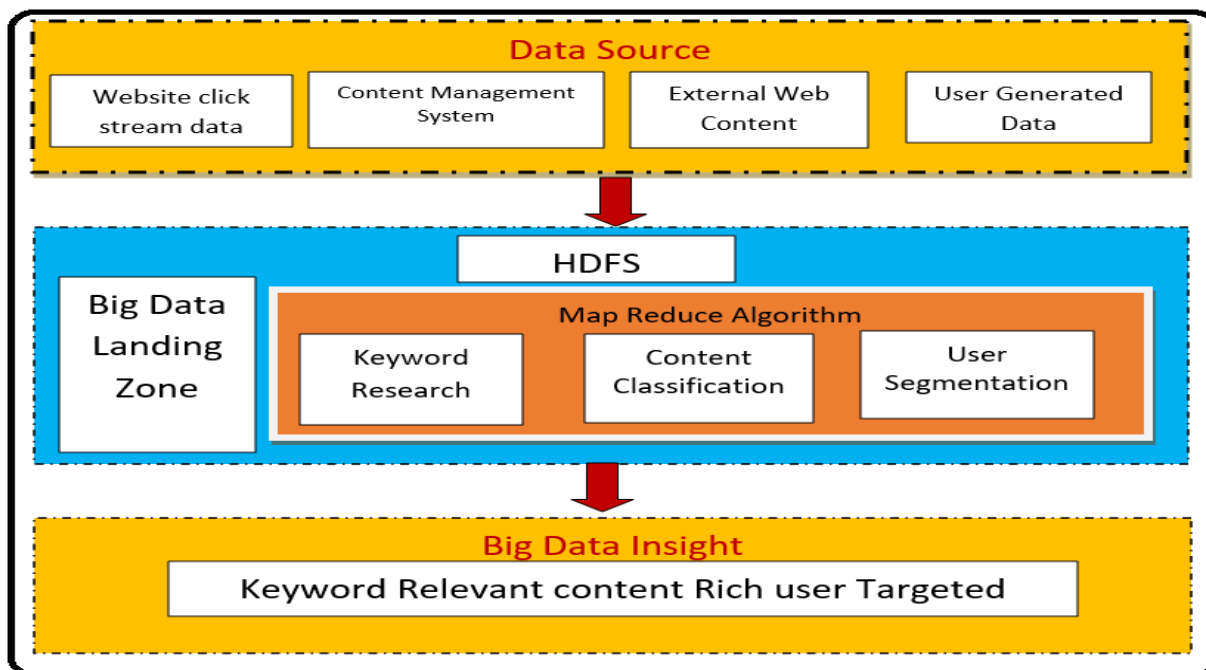 Data Source
Website click
stream data
Content Management
System
External Web
Content
User Generated
Data
HDFS
Big Data
Landing
Zone
Map Reduce Algorithm
Keyword
Research
Content
Classification
User
Segmentation
Big Data Insight
Keyword Relevant content Rich user Targeted